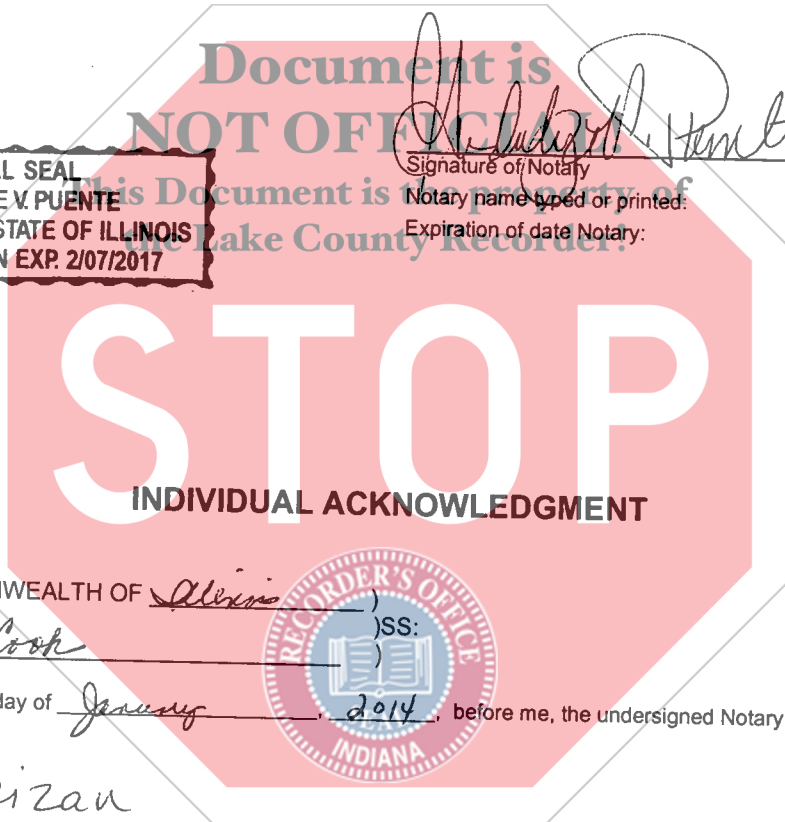 Document is
NOT OFFICIAL!
This Document is the property of
the Lake County Recorder!
L SEAL
E V. PUENTE
STATE OF ILLINOIS
N EXP. 2/07/2017
Signature of Notary
Notary name typed or printed:
Expiration of date Notary:
STOP
INDIVIDUAL ACKNOWLEDGMENT
WEALTH OF Illinois )
)SS:
Cook )
day of January, 2014, before me, the undersigned Notary
RECORDER'S OFFICE
INDIANA
izan